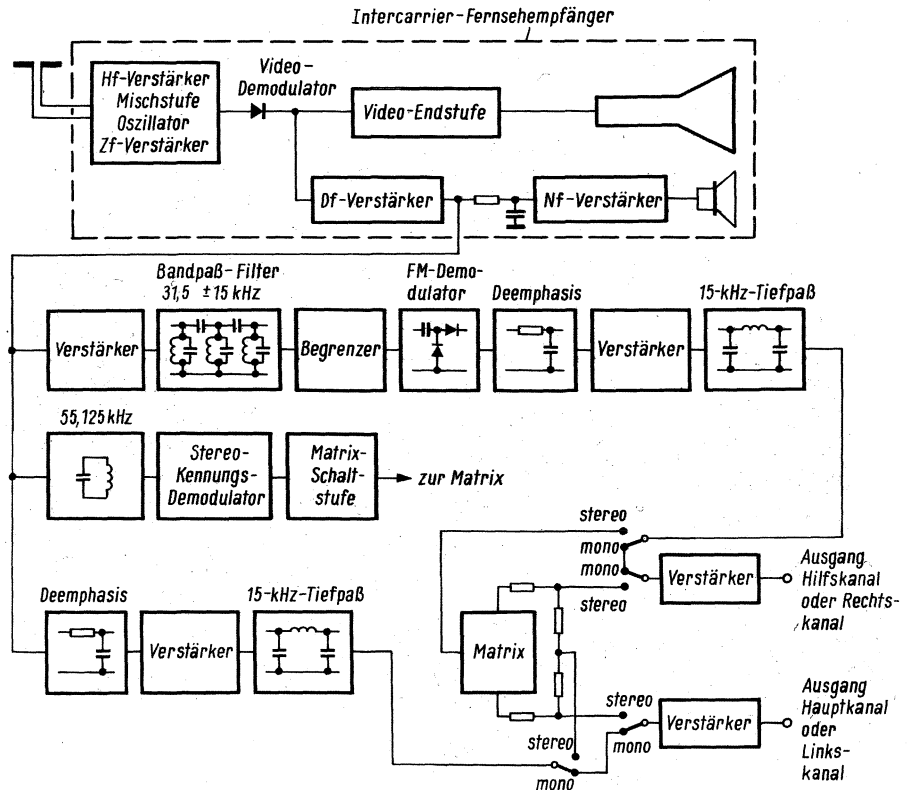 Intercarrier-Fernsehempfänger
Hf-Verstärker
Mischstufe
Oszillator
Zf-Verstärker
Video-
Demodulator
Video-Endstufe
Df-Verstärker
Nf-Verstärker
Bandpaß-Filter
31,5 ±15 kHz
FM-Demo-
dulator
Deemphasis
15-kHz-Tiefpaß
Verstärker
Begrenzer
Verstärker
55,125 kHz
Stereo-
Kennungs-
Demodulator
Matrix-
Schalt-
stufe
zur Matrix
stereo
mono
mono
stereo
Verstärker
Ausgang
Hilfskanal
oder Rechts-
kanal
Deemphasis
15-kHz-Tiefpaß
Verstärker
Matrix
stereo
mono
Verstärker
Ausgang
Hauptkanal
oder
Links-
kanal
stereo
mono